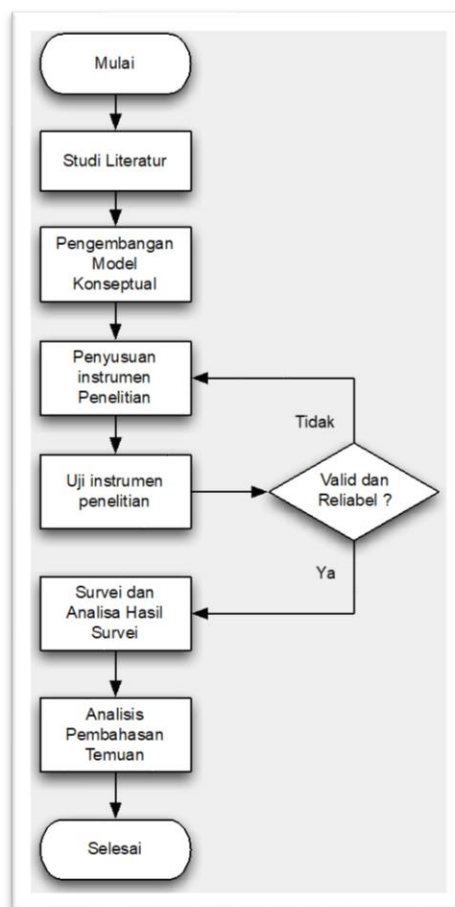 Mulai
Studi Literatur
Pengembangan
Model
Konseptual
Penyusuan
instrumen
Penelitian
Tidak
Uji instrumen
penelitian
Valid dan
Reliabel ?
Ya
Survei dan
Analisa Hasil
Survei
Analisis
Pembahasan
Temuan
Selesai